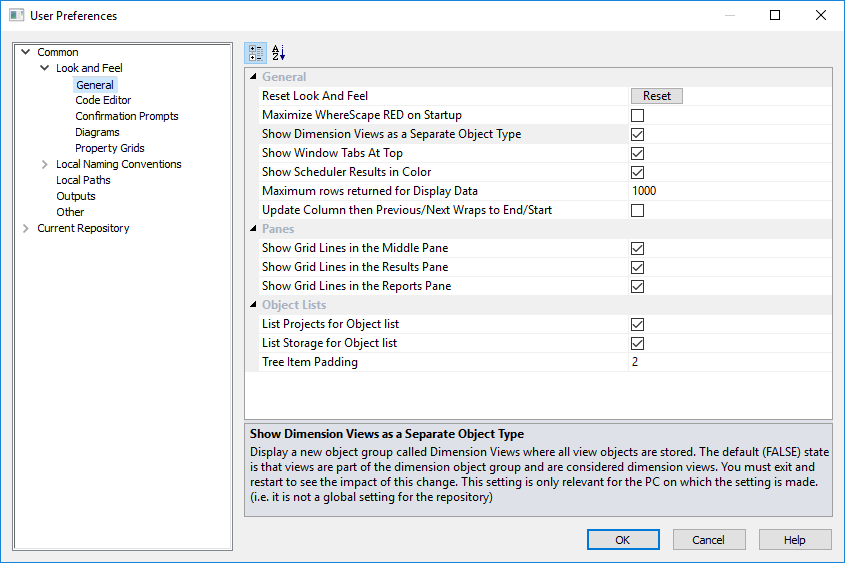 User Preferences
Common
Look and Feel
General
Code Editor
Confirmation Prompts
Diagrams
Property Grids
Local Naming Conventions
Local Paths
Outputs
Other
Current Repository
General
Reset Look And Feel Reset
Maximize WhereScape RED on Startup
Show Dimension Views as a Separate Object Type
Show Window Tabs At Top
Show Scheduler Results in Color
Maximum rows returned for Display Data 1000
Update Column then Previous/Next Wraps to End/Start
Panes
Show Grid Lines in the Middle Pane
Show Grid Lines in the Results Pane
Show Grid Lines in the Reports Pane
Object Lists
List Projects for Object list
List Storage for Object list
Tree Item Padding 2
Show Dimension Views as a Separate Object Type
Display a new object group called Dimension Views where all view objects are stored. The default (FALSE) state
is that views are part of the dimension object group and are considered dimension views. You must exit and
restart to see the impact of this change. This setting is only relevant for the PC on which the setting is made.
(i.e. it is not a global setting for the repository)
OK Cancel Help